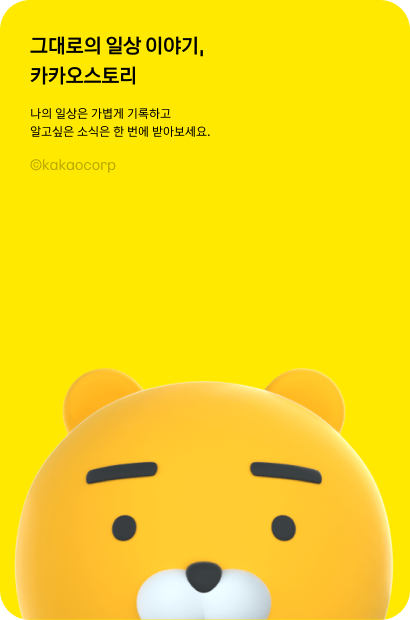 그대로의 일상 이야기,
카카오스토리
나의 일상은 가볍게 기록하고
알고싶은 소식은 한 번에 받아보세요.
©kakaocorp